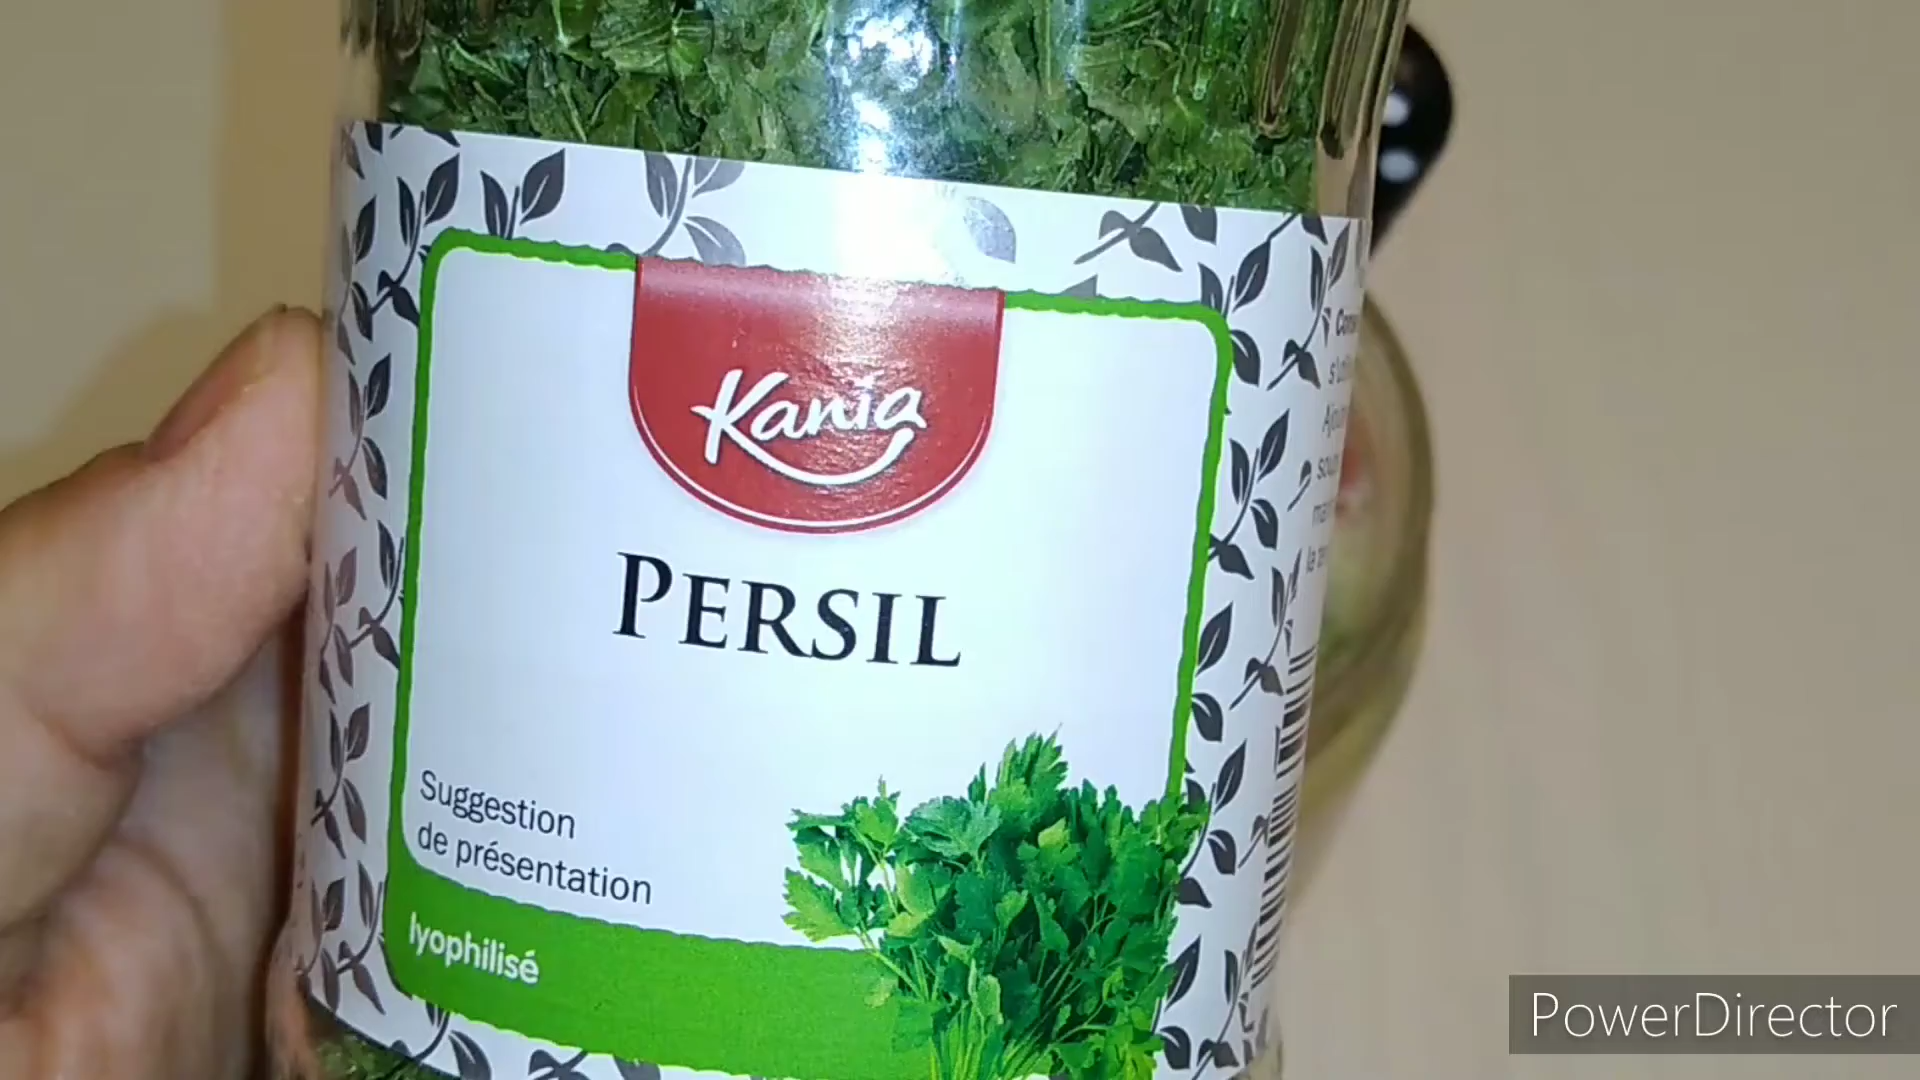 Kania
PERSIL
Suggestion
de présentation
lyophilisé
PowerDirector